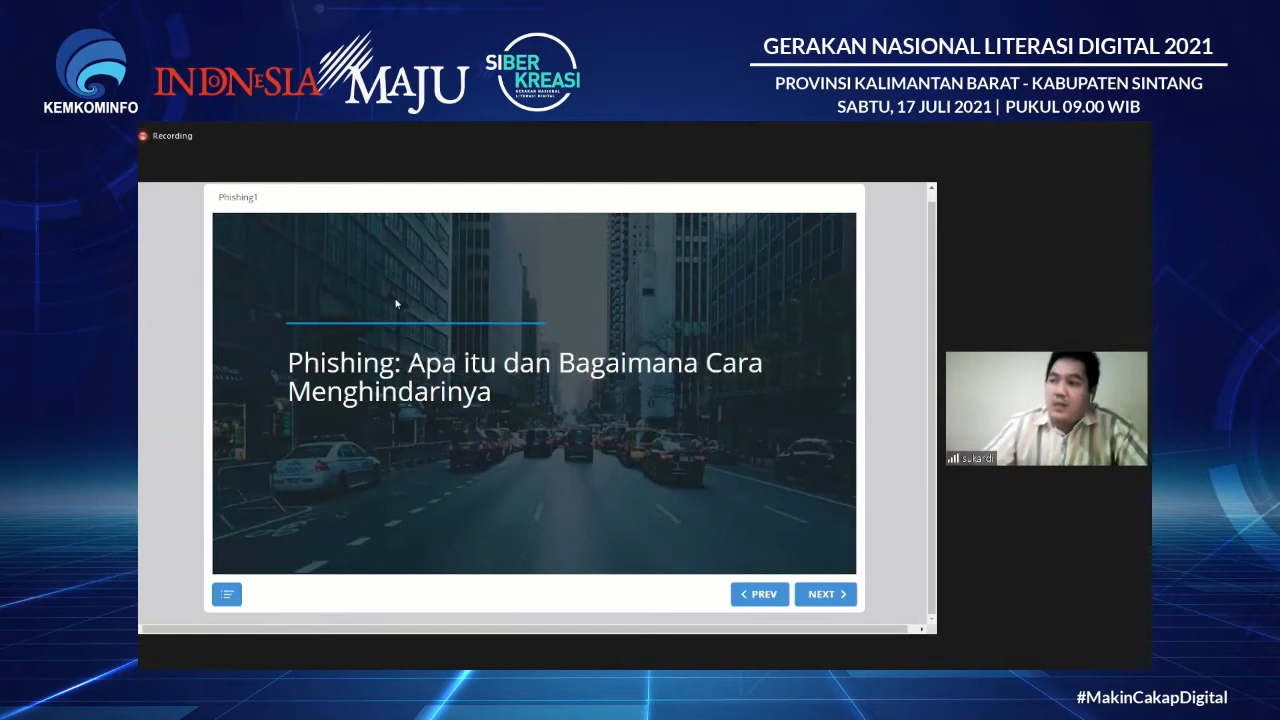 KEMKOMINFO
INDONESIA MAJU
SIBER KREASI
GERAKAN NASIONAL
LITERASI DIGITAL
GERAKAN NASIONAL LITERASI DIGITAL 2021
PROVINSI KALIMANTAN BARAT - KABUPATEN SINTANG
SABTU, 17 JULI 2021 | PUKUL 09.00 WIB
Recording
Phishing1
Phishing: Apa itu dan Bagaimana Cara
Menghindarinya
sukardi
PREV
NEXT
#MakinCakapDigital